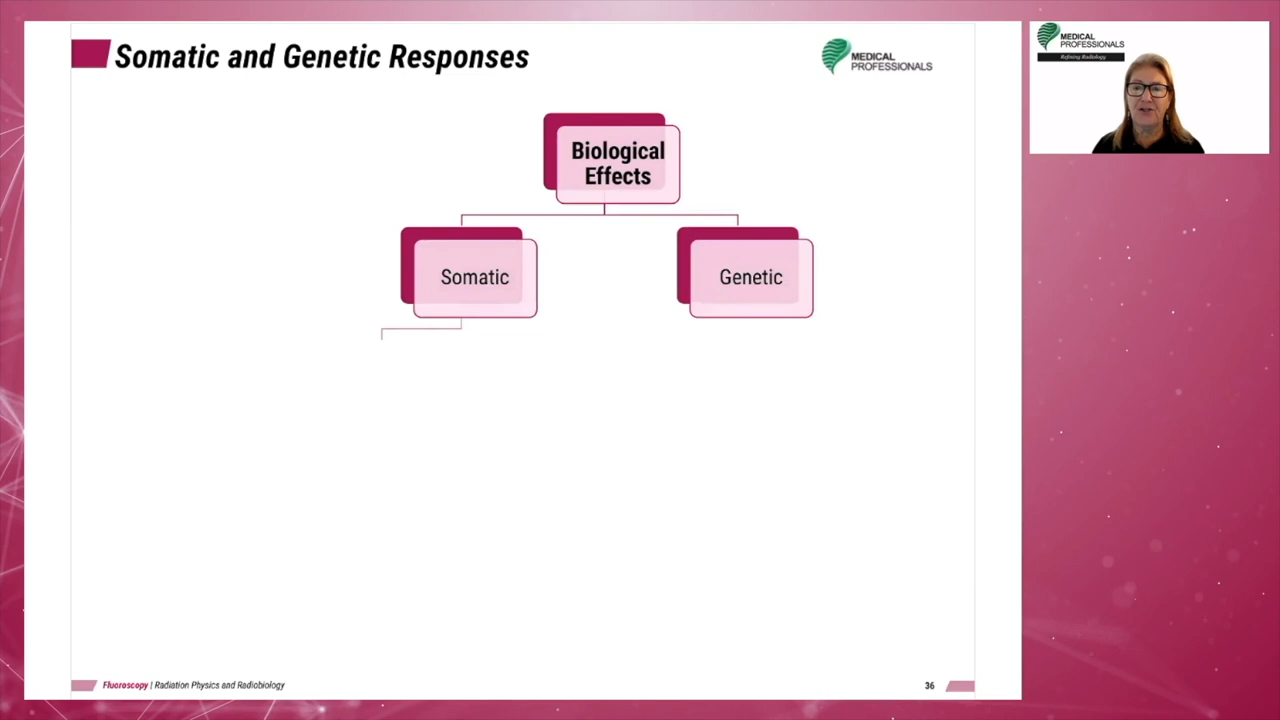 Somatic and Genetic Responses
MEDICAL
PROFESSIONALS
Biological
Effects
Somatic
Genetic
Fluoroscopy | Radiation Physics and Radiobiology
36
MEDICAL
PROFESSIONALS
Refining Radiology